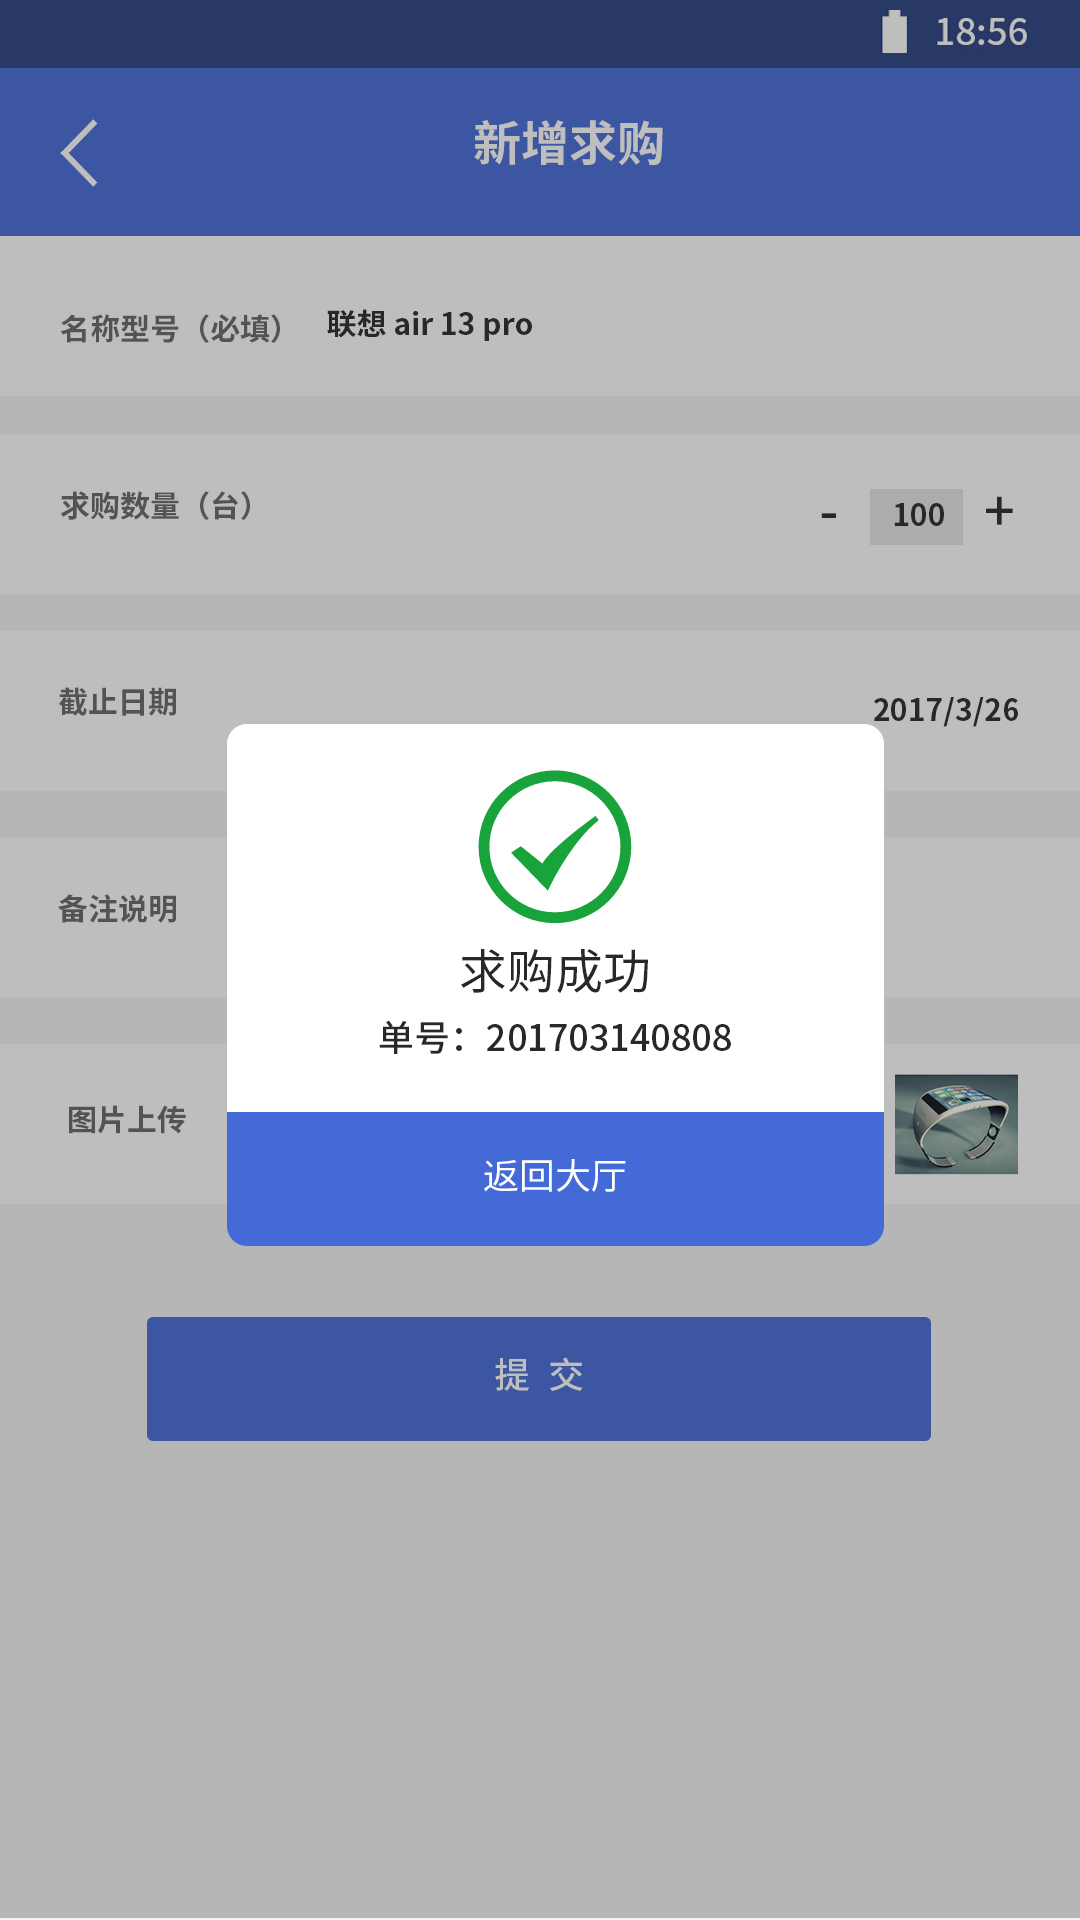 18:56
新增求购
名称型号（必填） 联想 air 13 pro
求购数量（台） - 100 +
截止日期 2017/3/26
备注说明
求购成功
单号：201703140808
图片上传
返回大厅
提 交